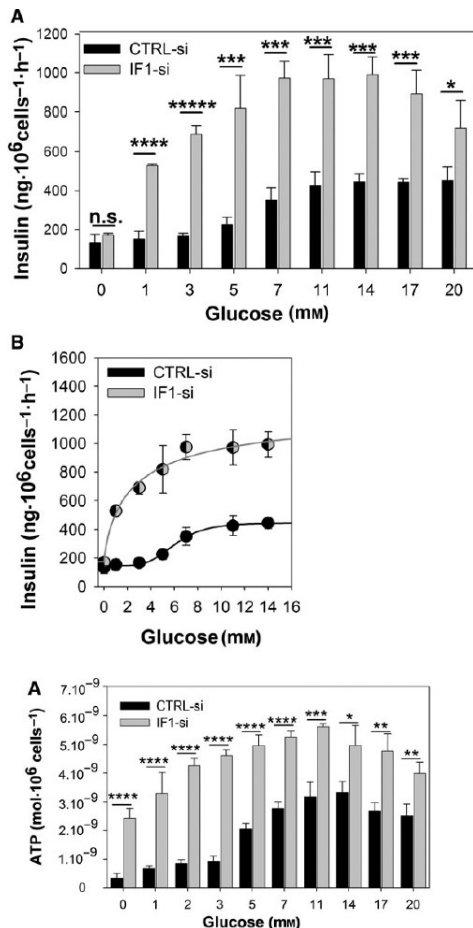 A
1200
CTRL-si
IF1-si
1000
800
600
400
200
0
Insulin (ng·10⁶cells⁻¹·h⁻¹)
n.s.
****
*****
***
***
***
***
***
*
0 1 3 5 7 11 14 17 20
Glucose (mM)
B
1600
CTRL-si
1400
IF1-si
1200
1000
800
600
400
200
0
Insulin (ng·10⁶cells⁻¹·h⁻¹)
0 2 4 6 8 10 12 14 16
Glucose (mM)
A
7.10⁻⁹
CTRL-si
6.10⁻⁹
IF1-si
5.10⁻⁹
4.10⁻⁹
3.10⁻⁹
2.10⁻⁹
1.10⁻⁹
0
ATP (mol·10⁶ cells⁻¹)
****
****
****
****
****
****
***
*
**
**
0 1 2 3 5 7 11 14 17 20
Glucose (mM)